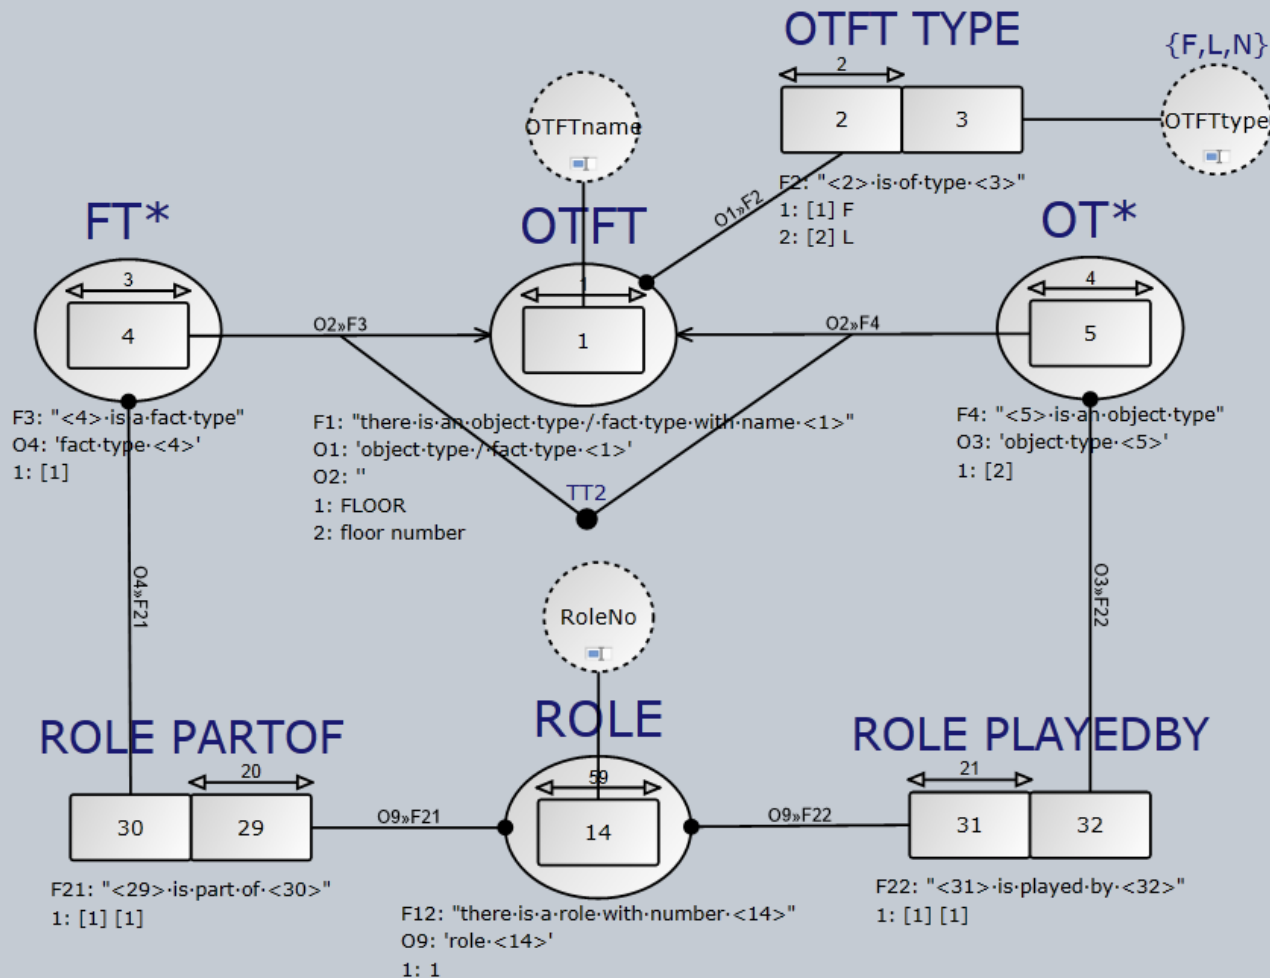 OTFT TYPE
{F,L,N}
2
OTFTname
2
3
OTFTtype
F2: "<2>·is·of·type·<3>"
1: [1] F
2: [2] L
O1»F2
FT*
OTFT
OT*
3
1
4
4
O2»F3
1
O2»F4
5
F3: "<4>·is·a·fact·type"
O4: 'fact·type·<4>'
1: [1]
F1: "there·is·an·object·type·/·fact·type·with·name·<1>"
O1: 'object·type·/·fact·type·<1>'
O2: ''
1: FLOOR
2: floor number
F4: "<5>·is·an·object·type"
O3: 'object·type·<5>'
1: [2]
TT2
O4»F21
O3»F22
RoleNo
ROLE PARTOF
ROLE
ROLE PLAYEDBY
20
59
21
30
29
O9»F21
14
O9»F22
31
32
F21: "<29>·is·part·of·<30>"
1: [1] [1]
F12: "there·is·a·role·with·number·<14>"
O9: 'role·<14>'
1: 1
F22: "<31>·is·played·by·<32>"
1: [1] [1]